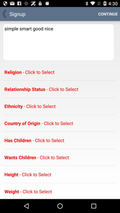 4:36
Signup
CONTINUE
simple smart good nice
Religion - Click to Select
Relationship Status - Click to Select
Ethnicity - Click to Select
Country of Origin - Click to Select
Has Children - Click to Select
Wants Children - Click to Select
Height - Click to Select
Weight - Click to Select